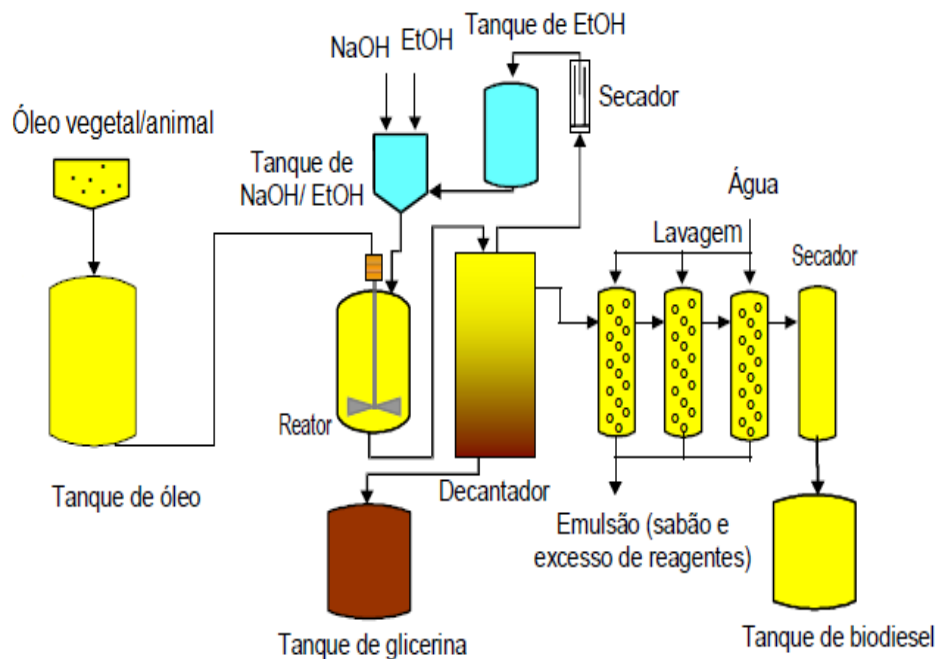 Tanque de EtOH
NaOH
EtOH
Secador
Óleo vegetal/animal
Tanque de
NaOH/ EtOH
Água
Lavagem
Secador
Reator
Decantador
Tanque de óleo
Emulsão (sabão e
excesso de reagentes)
Tanque de glicerina
Tanque de biodiesel